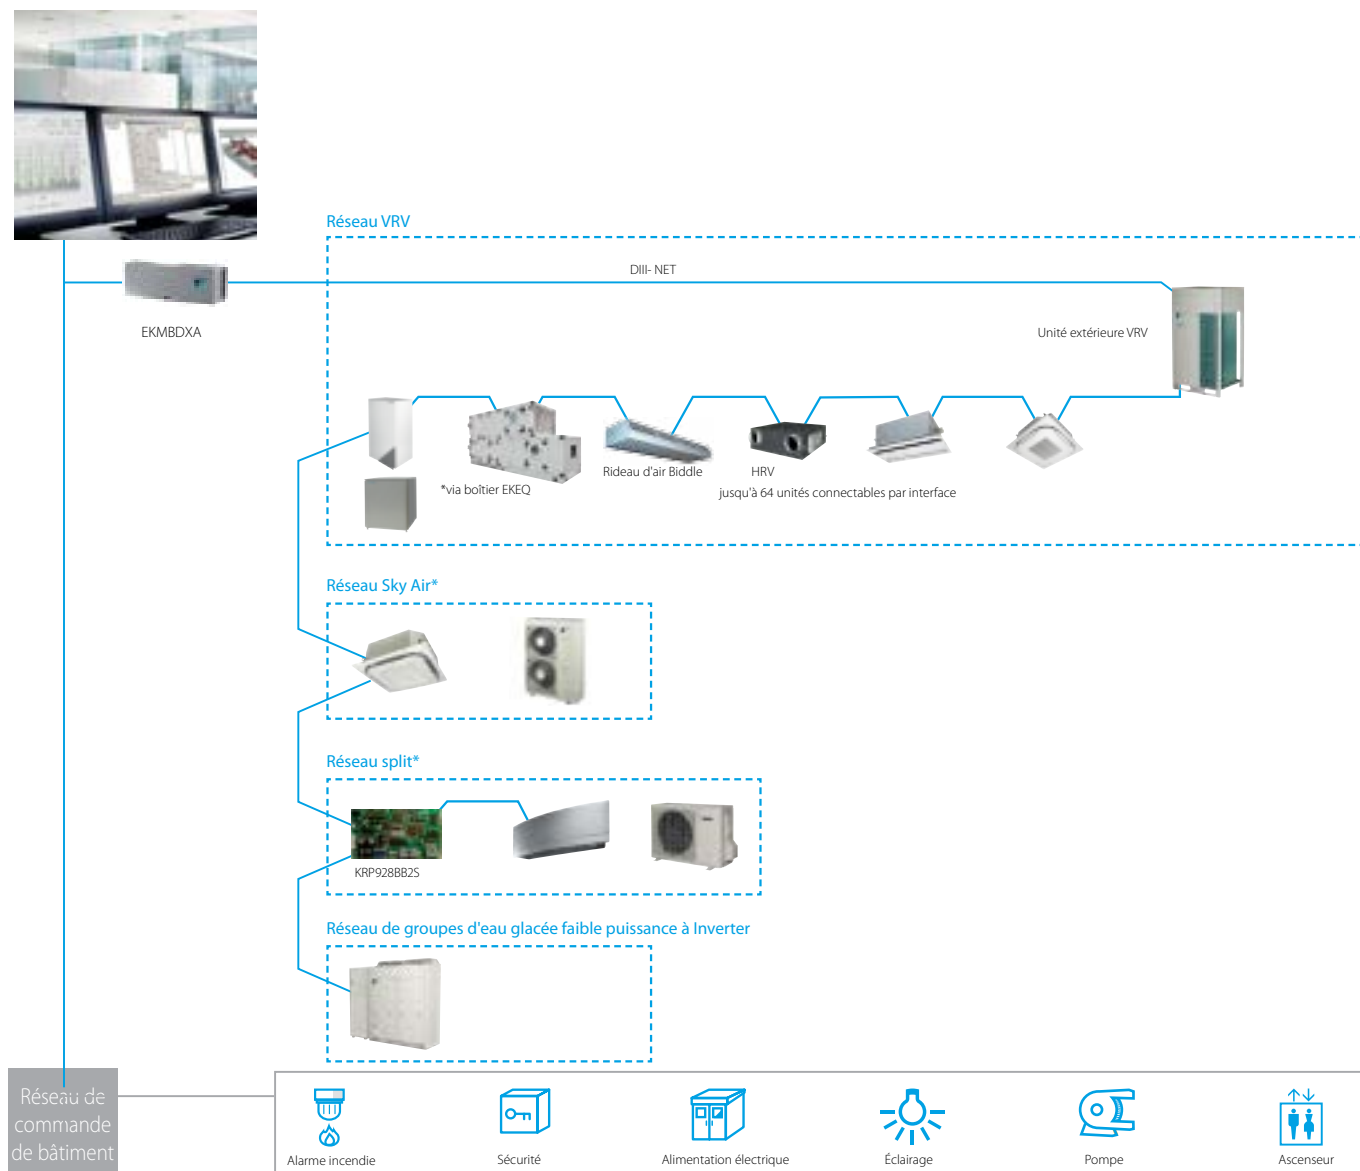 Réseau VRV
DIII- NET
EKMBDXA
Unité extérieure VRV
*via boîtier EKEQ
Rideau d'air Biddle
HRV
jusqu'à 64 unités connectables par interface
Réseau Sky Air*
Réseau split*
KRP928BB2S
Réseau de groupes d'eau glacée faible puissance à Inverter
Réseau de
commande
de bâtiment
Alarme incendie
Sécurité
Alimentation électrique
Éclairage
Pompe
Ascenseur